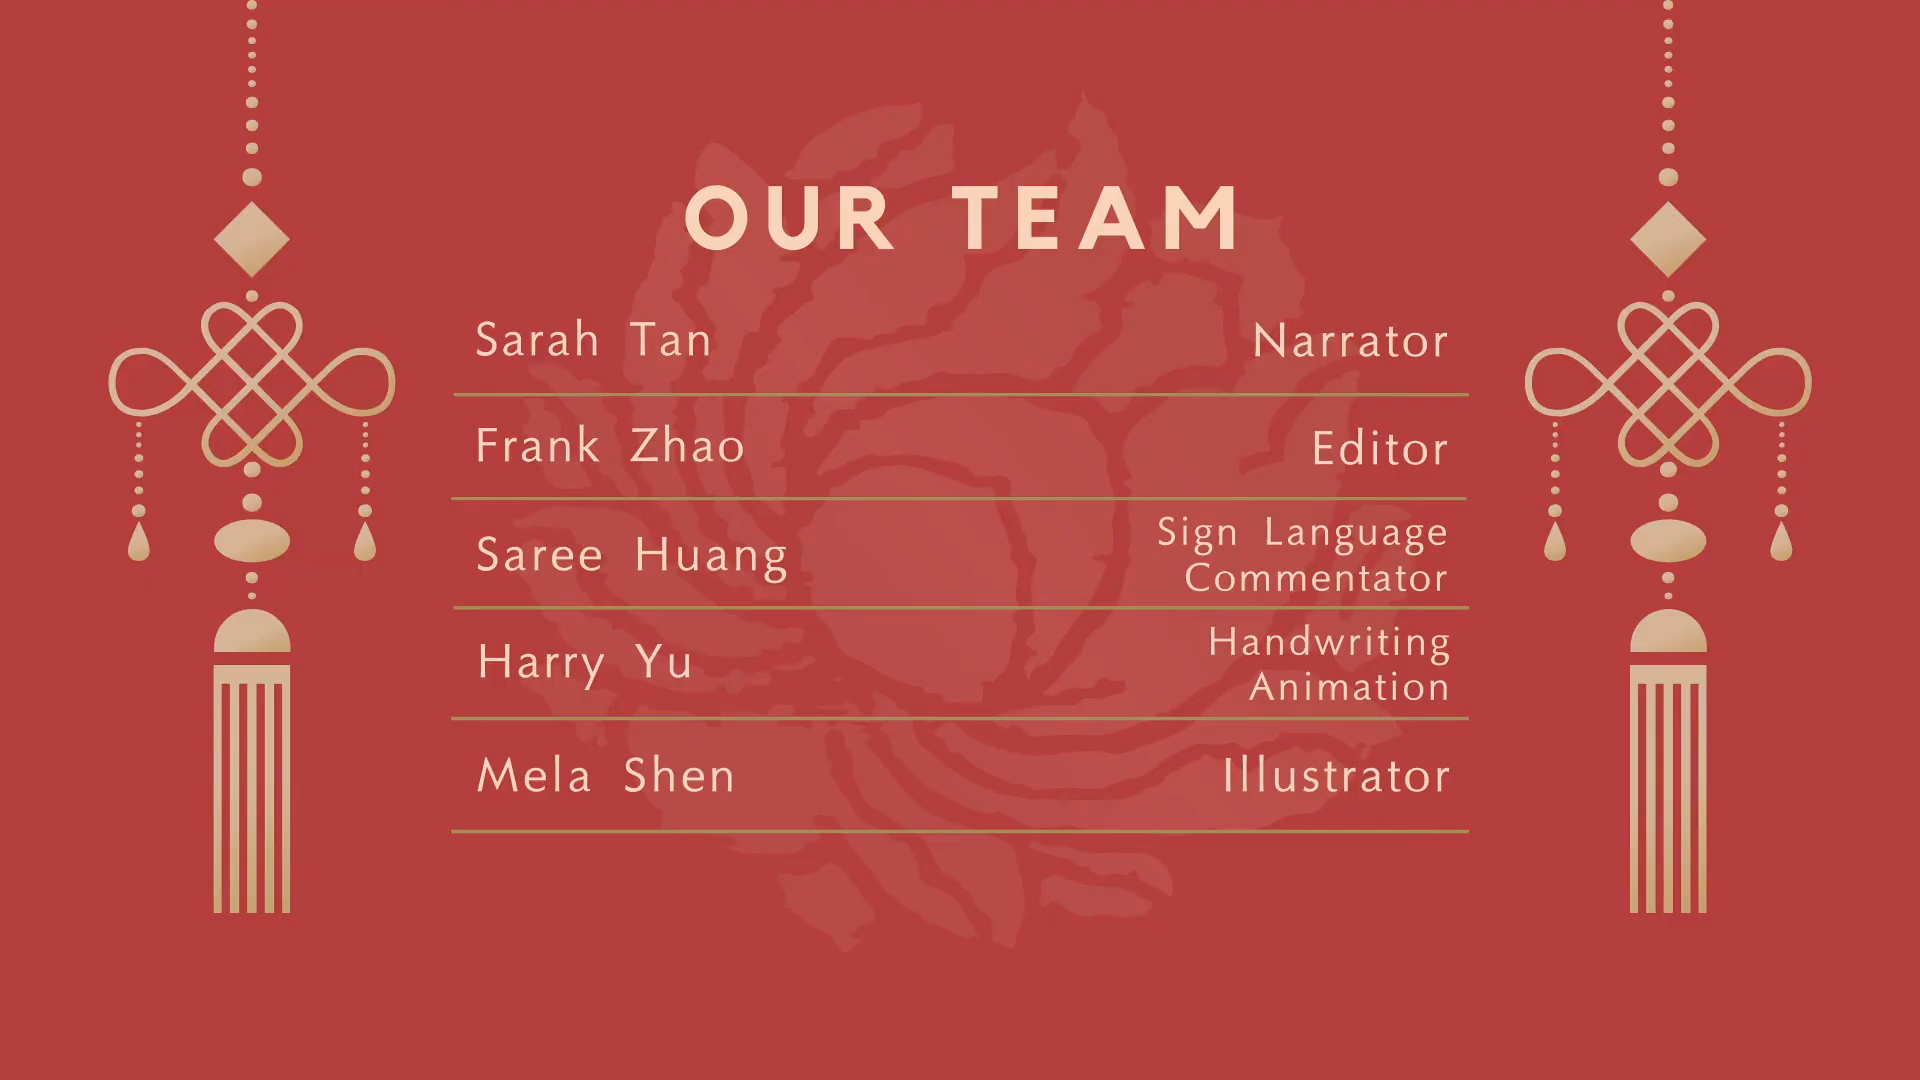 OUR TEAM
Sarah Tan Narrator
Frank Zhao Editor
Saree Huang Sign Language
Commentator
Harry Yu Handwriting
Animation
Mela Shen Illustrator